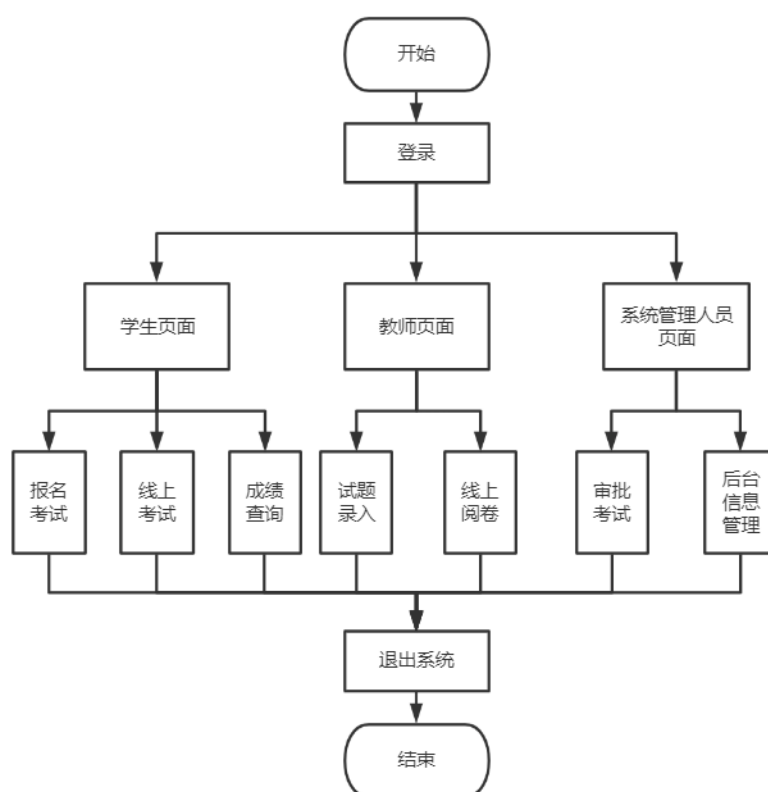 开始
登录
学生页面
教师页面
系统管理人员
页面
报名
考试
线上
考试
成绩
查询
试题
录入
线上
阅卷
审批
考试
后台
信息
管理
退出系统
结束